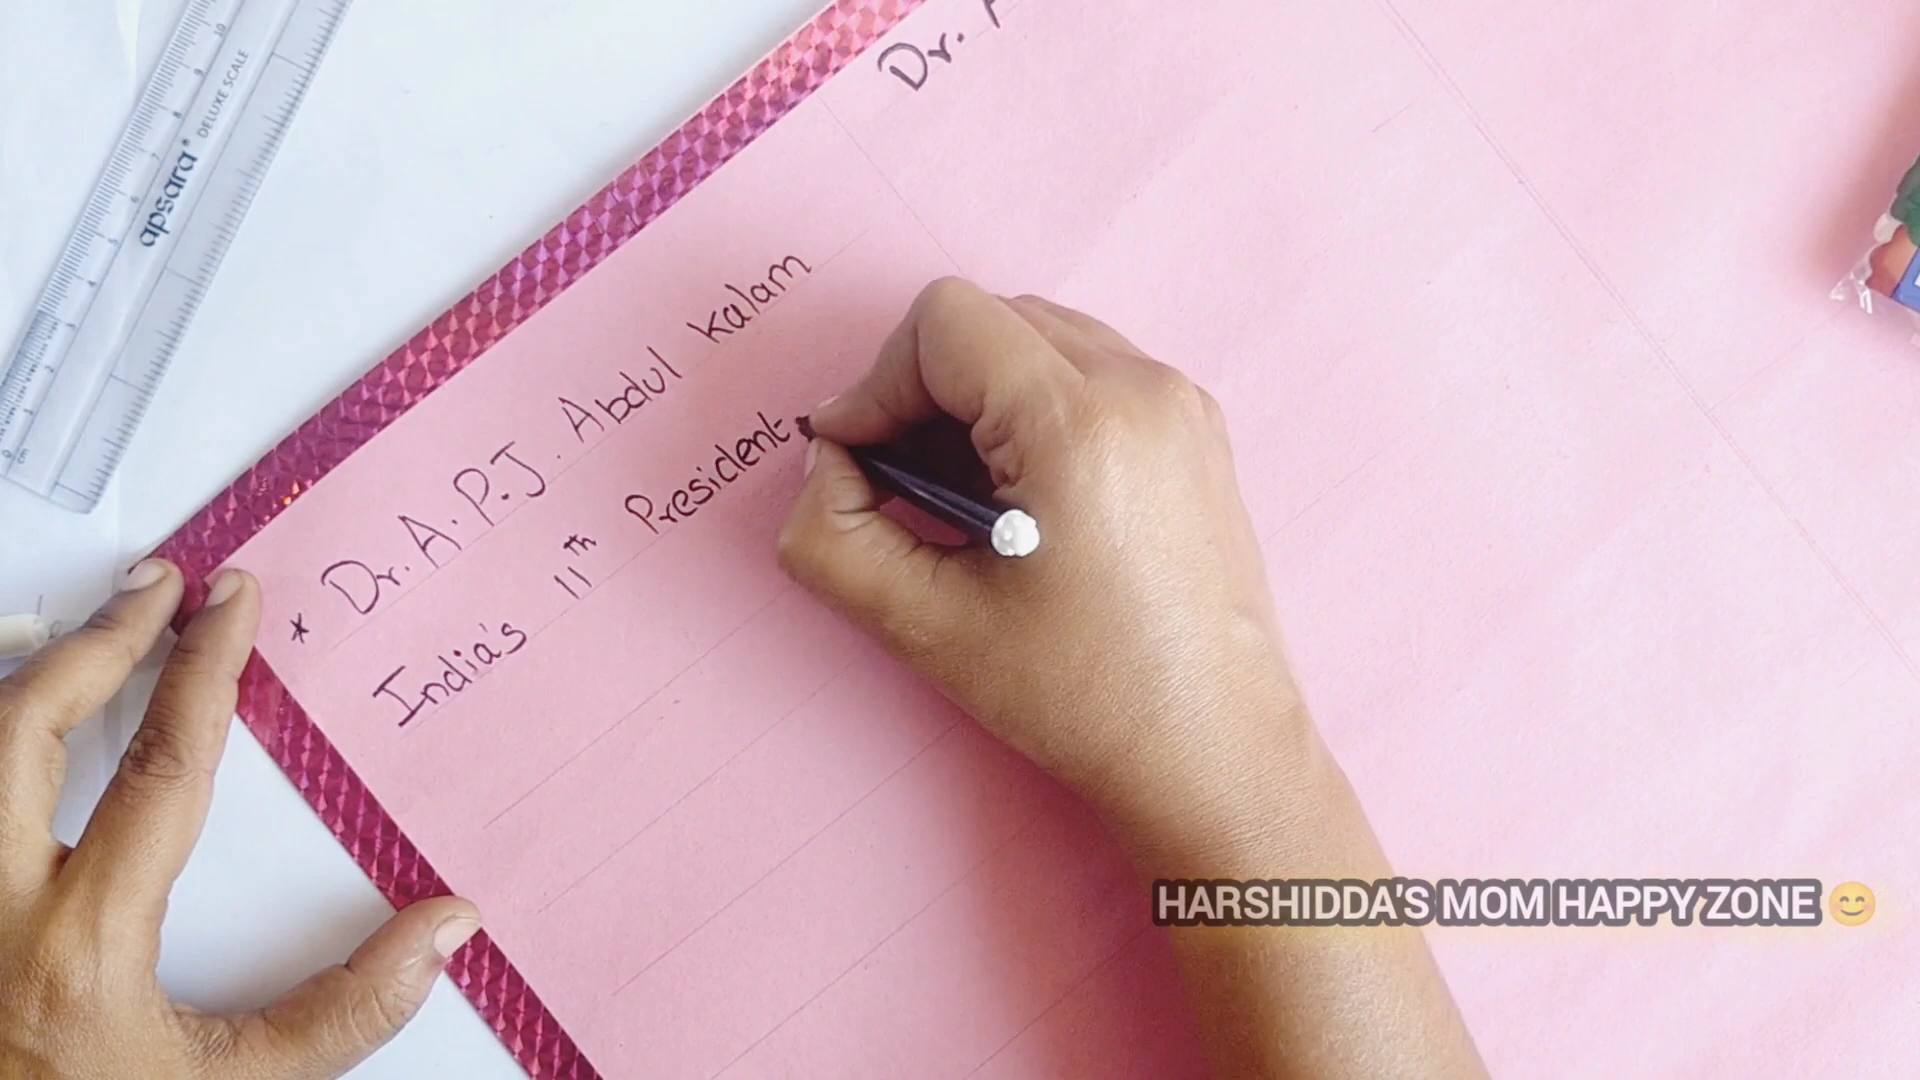 Dr. A
* Dr. A. P. J. Abdul Kalam
India's 11th President
apsara
DELUXE SCALE
HARSHIDDA'S MOM HAPPY ZONE 😊